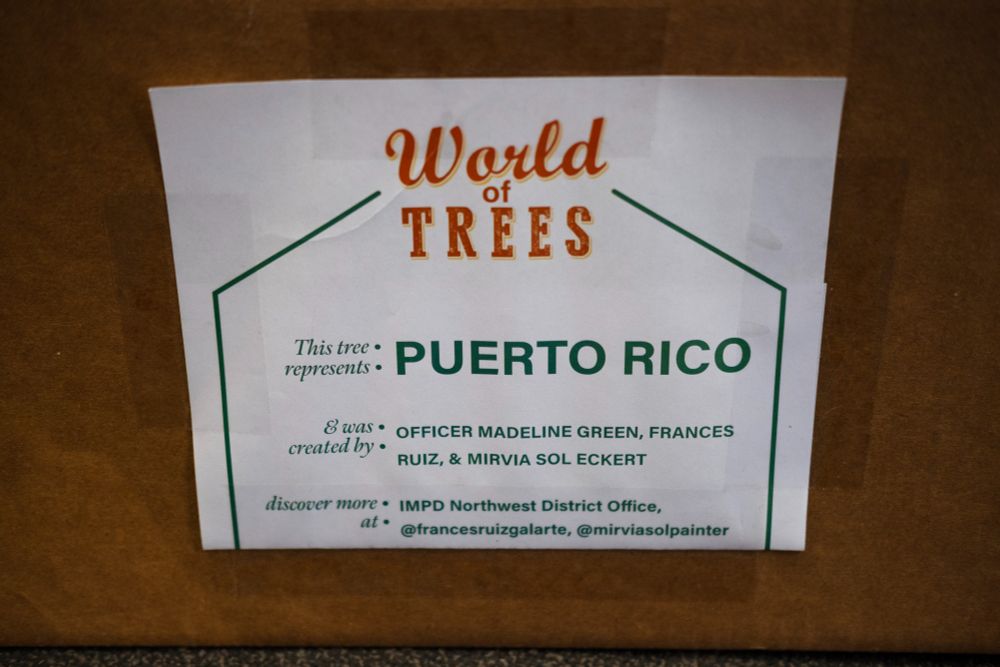 World
of
TREES
This tree •
represents •
PUERTO RICO
& was •
created by •
OFFICER MADELINE GREEN, FRANCES
RUIZ, & MIRVIA SOL ECKERT
discover more •
at •
IMPD Northwest District Office,
@francesruizgalarte, @mirviasolpainter